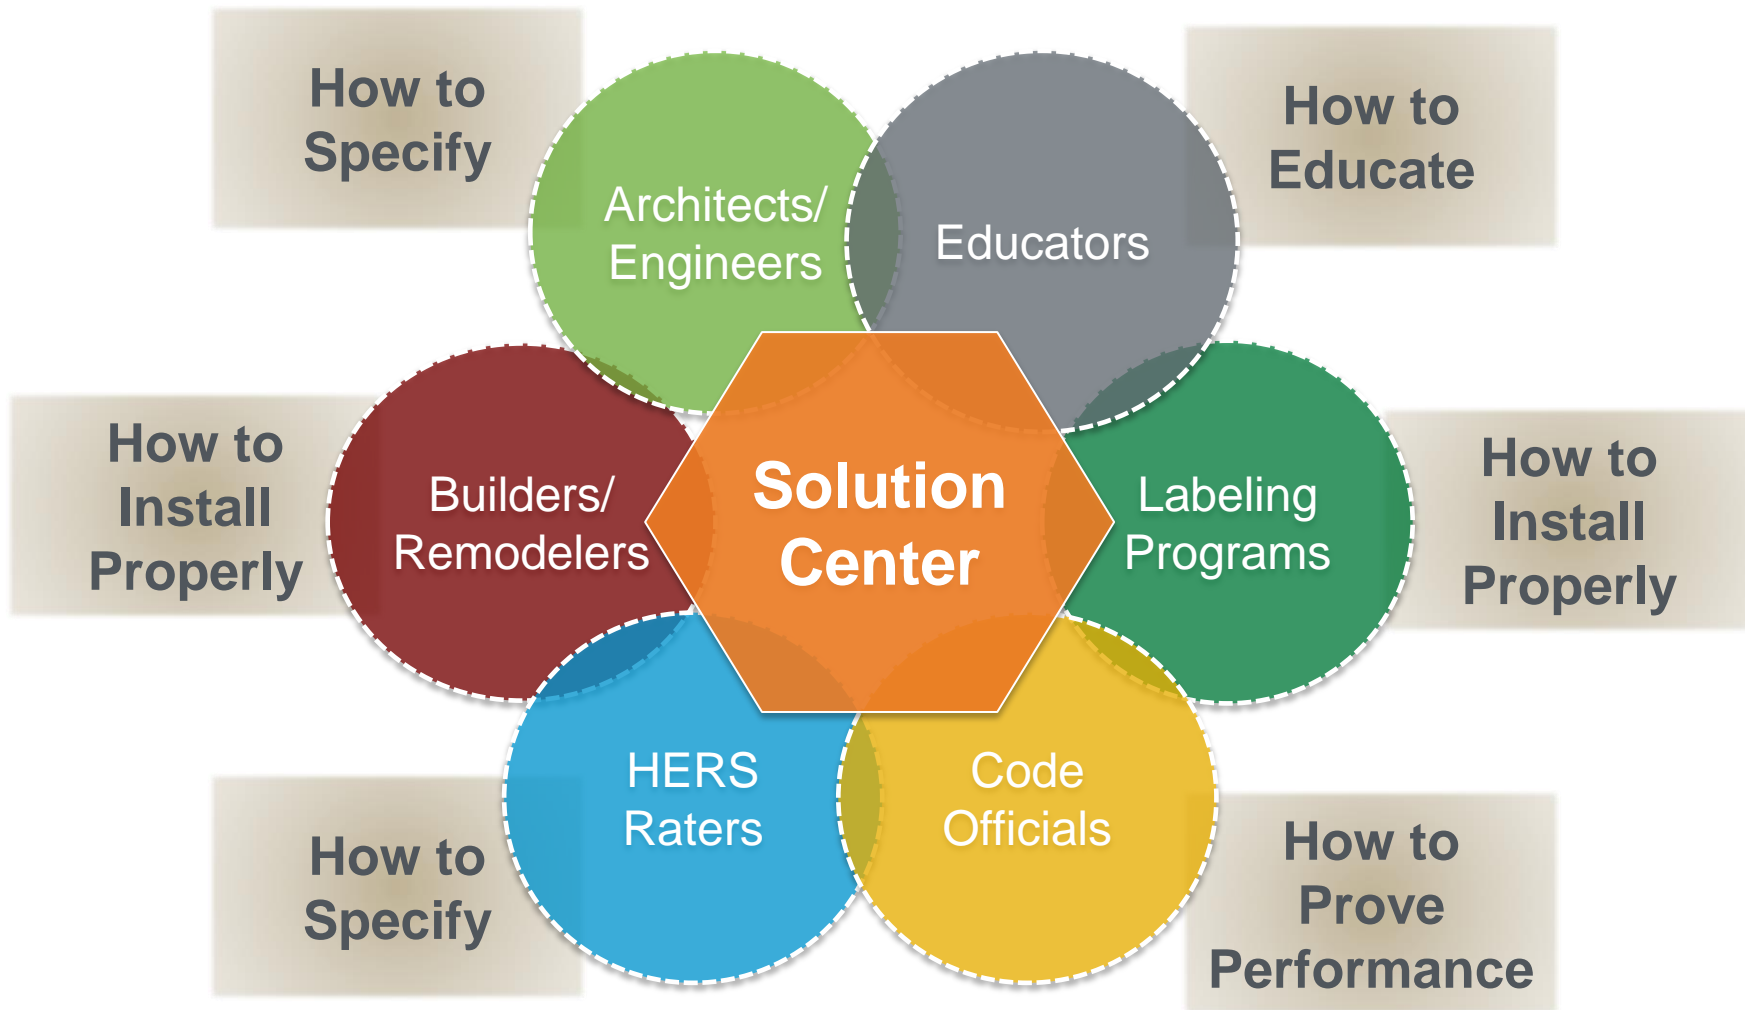 How to
Specify
Architects/
Engineers
Educators
How to
Educate
How to
Install
Properly
Builders/
Remodelers
Solution
Center
Labeling
Programs
How to
Install
Properly
How to
Specify
HERS
Raters
Code
Officials
How to
Prove
Performance